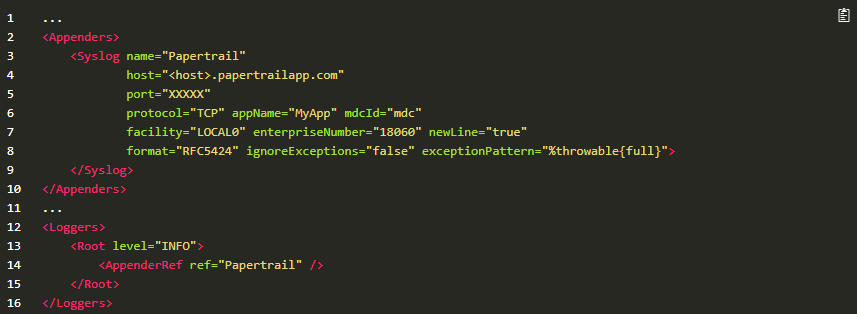 1 ...
2 <Appenders>
3     <Syslog name="Papertrail"
4             host="<host>.papertrailapp.com"
5             port="XXXXX"
6             protocol="TCP" appName="MyApp" mdcId="mdc"
7             facility="LOCAL0" enterpriseNumber="18060" newLine="true"
8             format="RFC5424" ignoreExceptions="false" exceptionPattern="%throwable{full}">
9     </Syslog>
10 </Appenders>
11 ...
12 <Loggers>
13     <Root level="INFO">
14         <AppenderRef ref="Papertrail" />
15     </Root>
16 </Loggers>